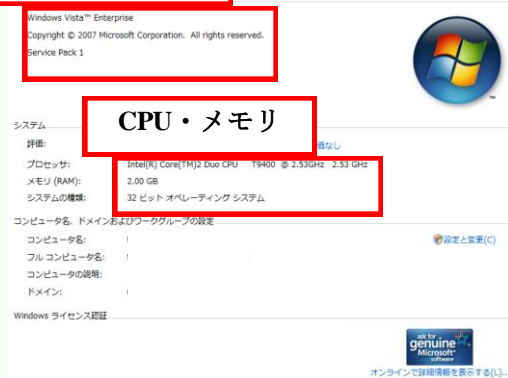 Windows Vista™ Enterprise
Copyright © 2007 Microsoft Corporation. All rights reserved.
Service Pack 1
CPU・メモリ
システム
評価: 価なし
プロセッサ: Intel(R) Core(TM)2 Duo CPU T9400 @ 2.53GHz 2.53 GHz
メモリ (RAM): 2.00 GB
システムの種類: 32 ビット オペレーティング システム
コンピュータ名、ドメインおよびワークグループの設定
コンピュータ名: 設定と変更(C)
フル コンピュータ名:
コンピュータの説明:
ドメイン:
Windows ライセンス認証
ask for
genuine
Microsoft
software
オンラインで詳細情報を表示する(L)...